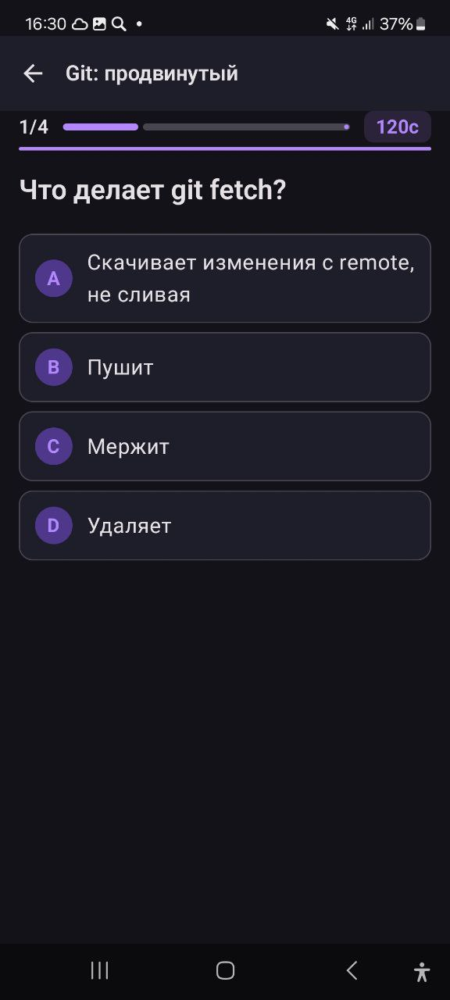 16:30
4G
37%
Git: продвинутый
1/4
120с
Что делает git fetch?
A
Скачивает изменения с remote,
не сливая
B
Пушит
C
Мержит
D
Удаляет